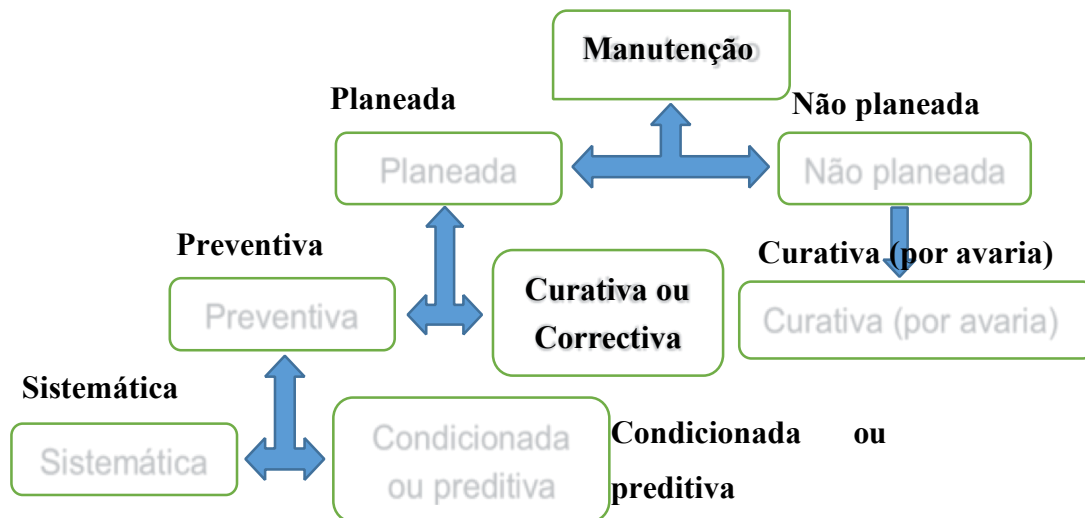 Manutenção
Planeada
Não planeada
Planeada
Não planeada
Preventiva
Curativa (por avaria)
Preventiva
Curativa ou
Correctiva
Curativa (por avaria)
Sistemática
Sistemática
Condicionada
ou preditiva
Condicionada ou
preditiva